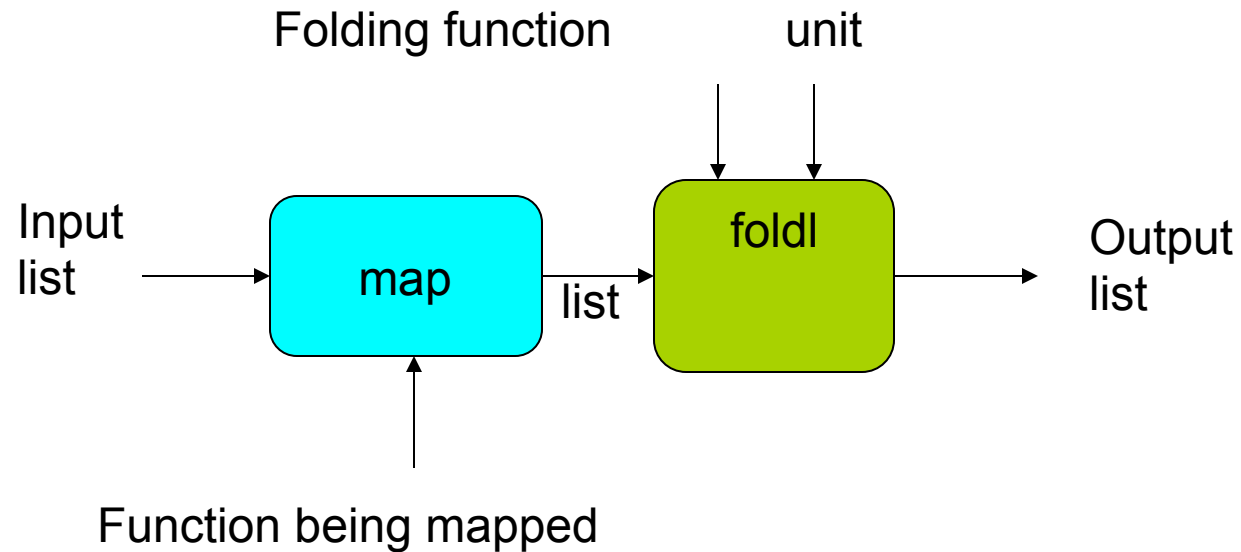 Folding function
unit
Input
list
map
list
foldl
Output
list
Function being mapped